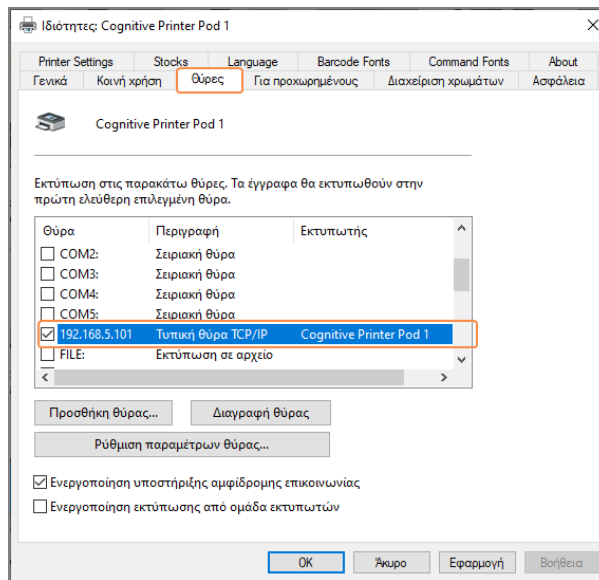 Ιδιότητες: Cognitive Printer Pod 1
Printer Settings Stocks Language Barcode Fonts Command Fonts About
Γενικά Κοινή χρήση Θύρες Για προχωρημένους Διαχείριση χρωμάτων Ασφάλεια
Cognitive Printer Pod 1
Εκτύπωση στις παρακάτω θύρες. Τα έγγραφα θα εκτυπωθούν στην
πρώτη ελεύθερη επιλεγμένη θύρα.
Θύρα Περιγραφή Εκτυπωτής
COM2: Σειριακή θύρα
COM3: Σειριακή θύρα
COM4: Σειριακή θύρα
COM5: Σειριακή θύρα
192.168.5.101 Τυπική θύρα TCP/IP Cognitive Printer Pod 1
FILE: Εκτύπωση σε αρχείο
Προσθήκη θύρας... Διαγραφή θύρας
Ρύθμιση παραμέτρων θύρας...
Ενεργοποίηση υποστήριξης αμφίδρομης επικοινωνίας
Ενεργοποίηση εκτύπωσης από ομάδα εκτυπωτών
OK Άκυρο Εφαρμογή Βοήθεια